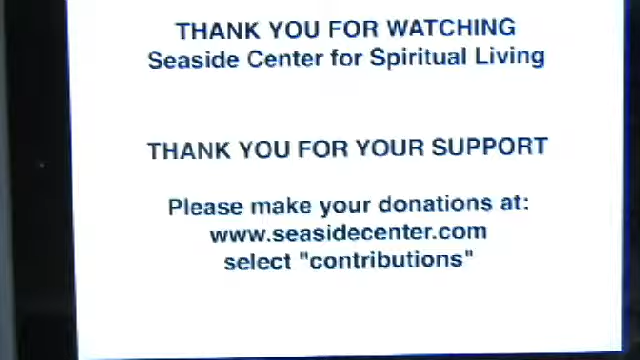 THANK YOU FOR WATCHING
Seaside Center for Spiritual Living
THANK YOU FOR YOUR SUPPORT
Please make your donations at:
www.seasidecenter.com
select "contributions"